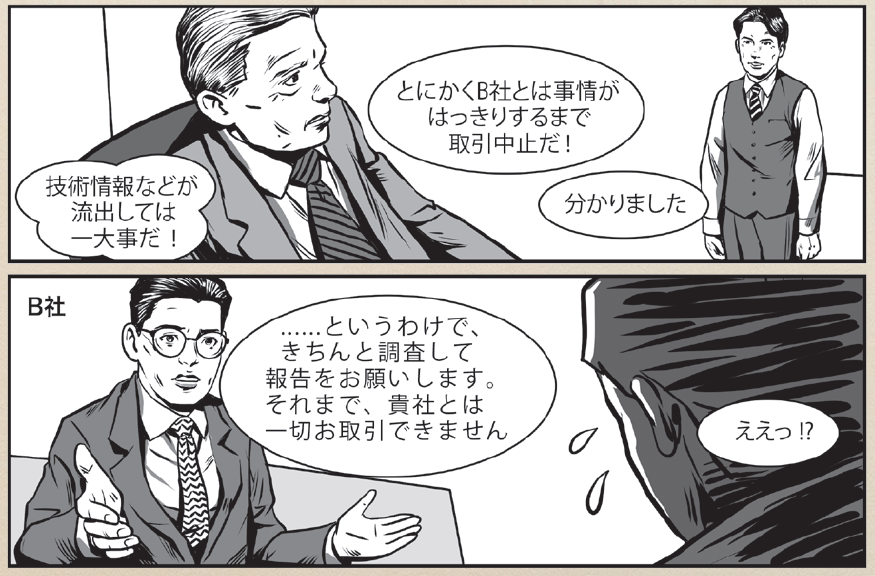 とにかくB社とは事情が
はっきりするまで
取引中止だ！
分かりました
技術情報などが
流出しては
一大事だ！
B社
……というわけで、
きちんと調査して
報告をお願いします。
それまで、貴社とは
一切お取引できません
ええっ!?